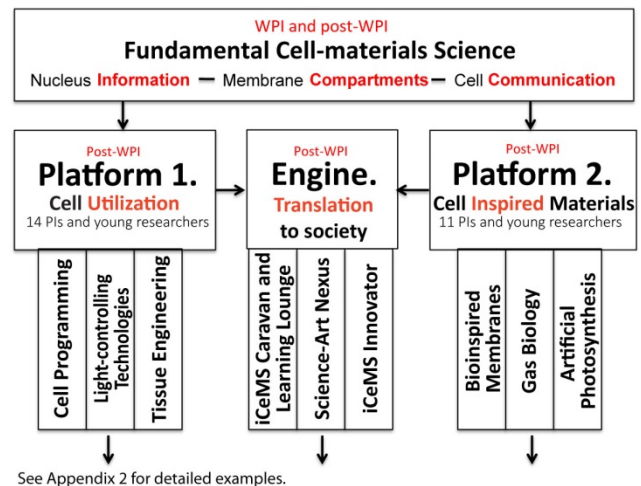 WPI and post-WPI
Fundamental Cell-materials Science
Nucleus Information — Membrane Compartments — Cell Communication
Post-WPI
Platform 1.
Cell Utilization
14 PIs and young researchers
Post-WPI
Engine.
Translation
to society
Post-WPI
Platform 2.
Cell Inspired Materials
11 PIs and young researchers
Cell Programming
Light-controlling
Technologies
Tissue Engineering
iCeMS Caravan and
Learning Lounge
Science-Art Nexus
iCeMS Innovator
Bioinspired
Membranes
Gas Biology
Artificial
Photosynthesis
See Appendix 2 for detailed examples.